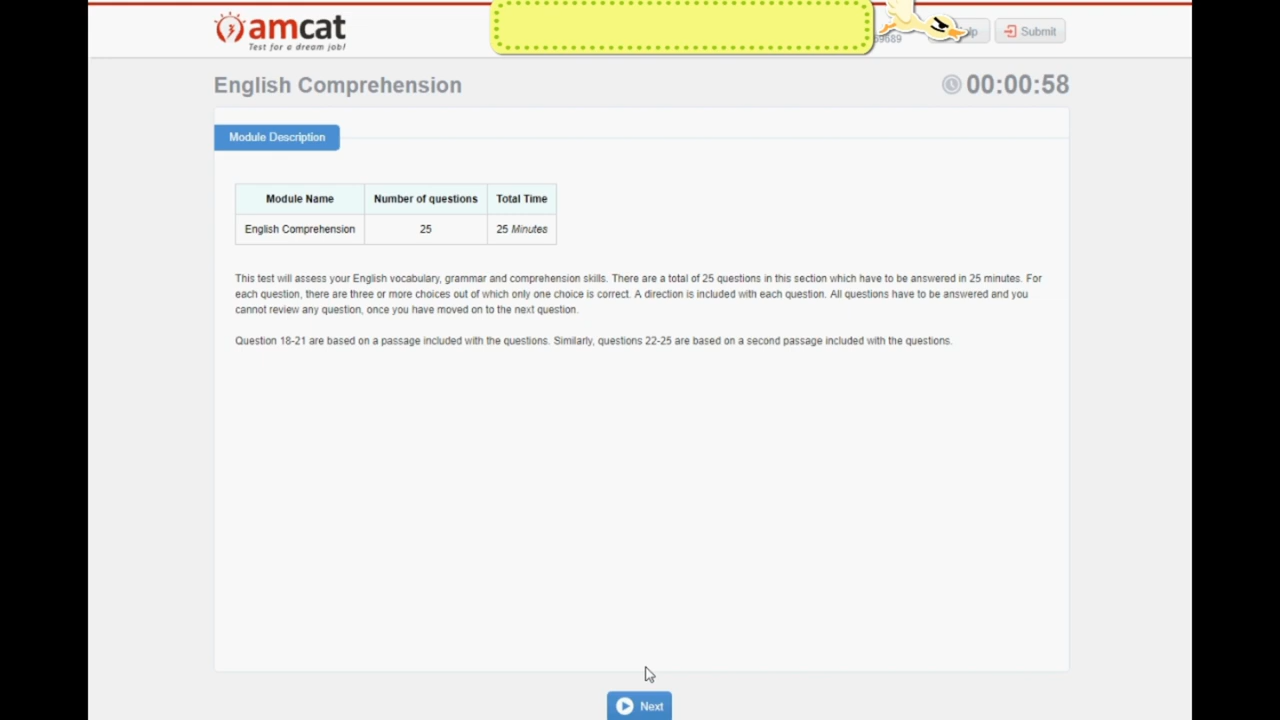 amcat
Test for a dream job!
Submit
English Comprehension
00:00:58
Module Description
Module Name Number of questions Total Time
English Comprehension 25 25 Minutes
This test will assess your English vocabulary, grammar and comprehension skills. There are a total of 25 questions in this section which have to be answered in 25 minutes. For
each question, there are three or more choices out of which only one choice is correct. A direction is included with each question. All questions have to be answered and you
cannot review any question, once you have moved on to the next question.
Question 18-21 are based on a passage included with the questions. Similarly, questions 22-25 are based on a second passage included with the questions.
Next